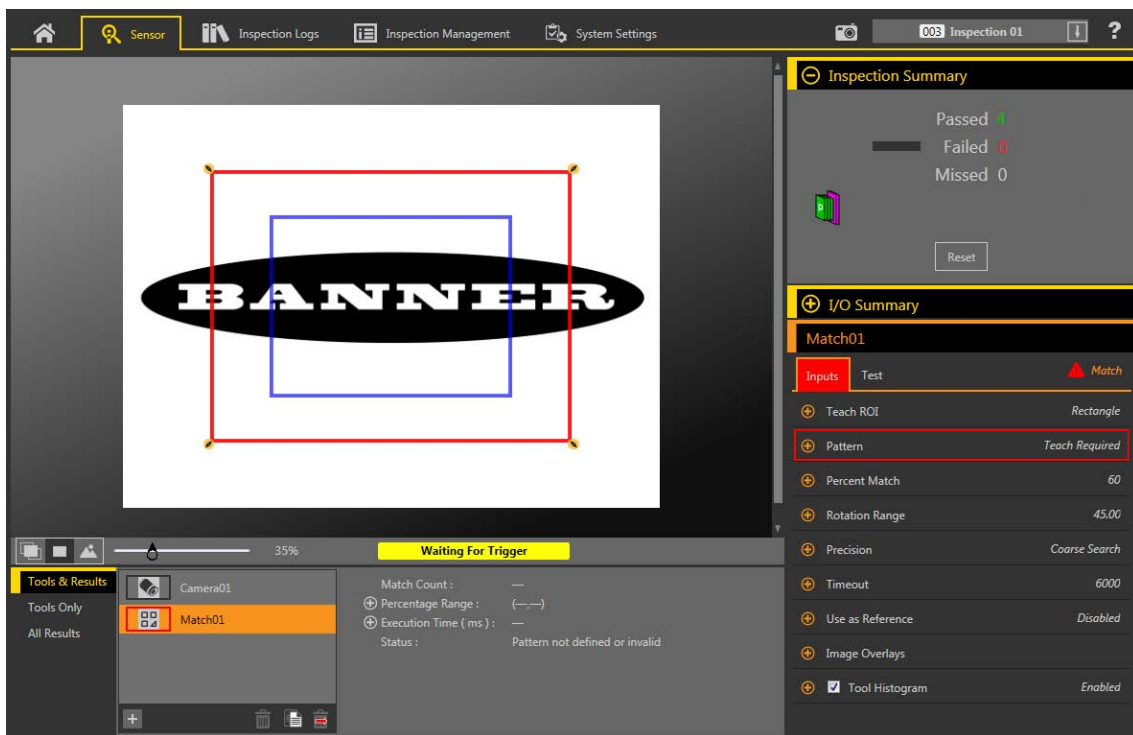 Sensor
Inspection Logs
Inspection Management
System Settings
003 Inspection 01
?
Inspection Summary
Passed 4
Failed 0
Missed 0
Reset
BANNER
I/O Summary
Match01
Inputs Test Match
Teach ROI Rectangle
Pattern Teach Required
Percent Match 60
Rotation Range 45.00
Precision Coarse Search
Timeout 6000
Use as Reference Disabled
Image Overlays
Tool Histogram Enabled
35%
Waiting For Trigger
Tools & Results
Tools Only
All Results
Camera01
Match01
Match Count : —
Percentage Range : (—,—)
Execution Time ( ms ) : —
Status : Pattern not defined or invalid